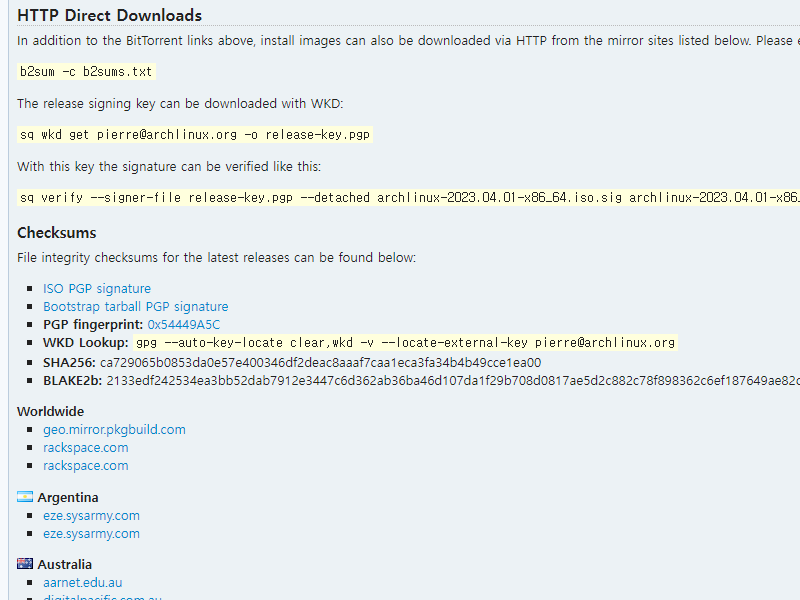 HTTP Direct Downloads
In addition to the BitTorrent links above, install images can also be downloaded via HTTP from the mirror sites listed below. Please
b2sum -c b2sums.txt
The release signing key can be downloaded with WKD:
sq wkd get pierre@archlinux.org -o release-key.pgp
With this key the signature can be verified like this:
sq verify --signer-file release-key.pgp --detached archlinux-2023.04.01-x86_64.iso.sig archlinux-2023.04.01-x86_
Checksums
File integrity checksums for the latest releases can be found below:
ISO PGP signature
Bootstrap tarball PGP signature
PGP fingerprint: 0x54449A5C
WKD Lookup: gpg --auto-key-locate clear,wkd -v --locate-external-key pierre@archlinux.org
SHA256: ca729065b0853da0e57e400346df2deac8aaaf7caa1eca3fa34b4b49cce1ea00
BLAKE2b: 2133edf242534ea3bb52dab7912e3447c6d362ab36ba46d107da1f29b708d0817ae5d2c882c78f898362c6ef187649ae82c
Worldwide
geo.mirror.pkgbuild.com
rackspace.com
rackspace.com
Argentina
eze.sysarmy.com
eze.sysarmy.com
Australia
aarnet.edu.au
digitalpacific.com.au